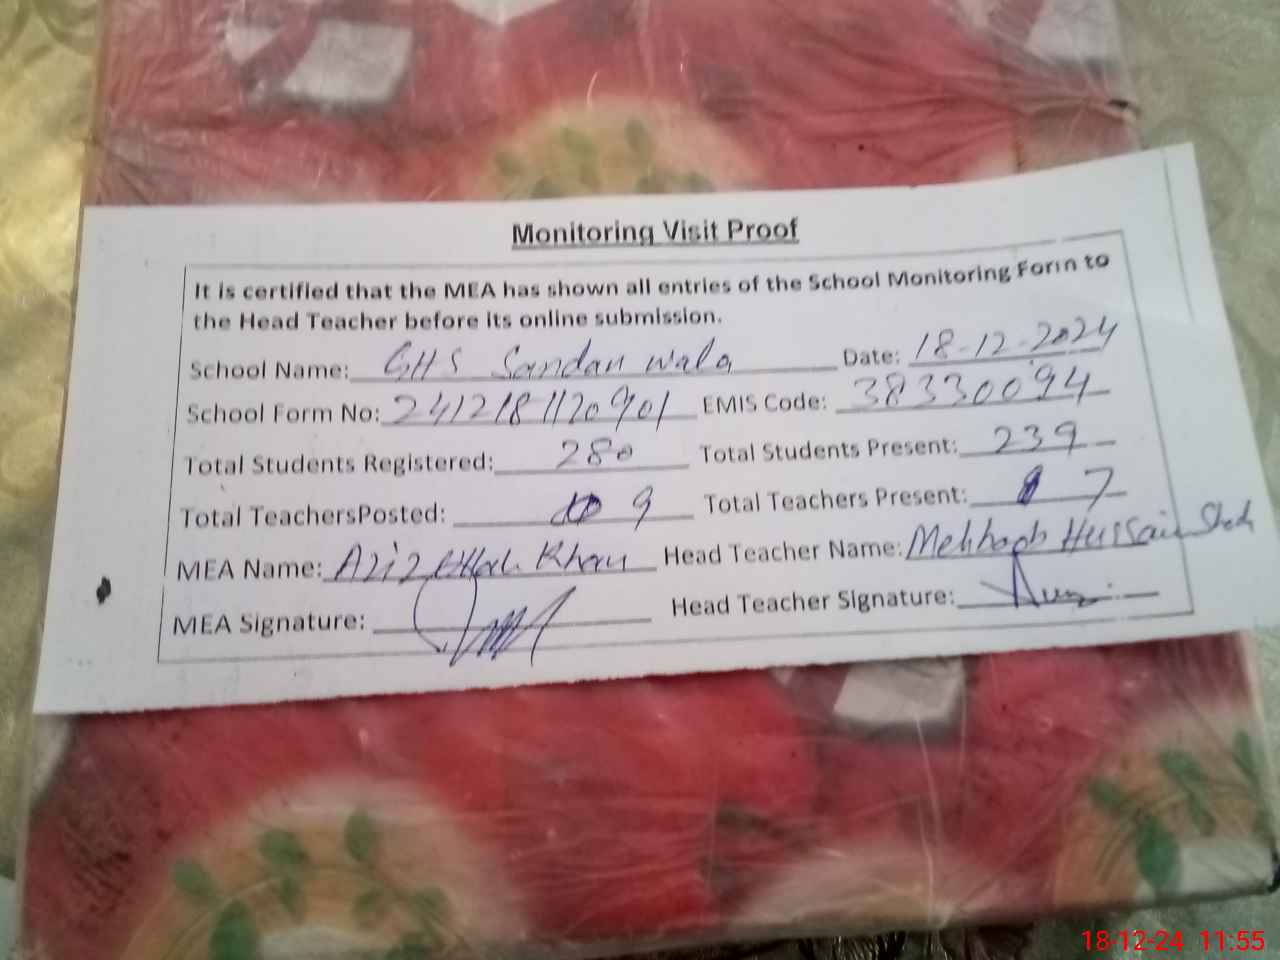 Monitoring Visit Proof
It is certified that the MEA has shown all entries of the School Monitoring Form to
the Head Teacher before its online submission.
School Name: GHS Sandan wala Date: 18-12-2024
School Form No: 2412181120901 EMIS Code: 38330094
Total Students Registered: 280 Total Students Present: 239
Total TeachersPosted: 9 Total Teachers Present: 7
MEA Name: Aziz Khan Head Teacher Name: Hussain Shah
MEA Signature: Head Teacher Signature:
18-12-24 11:55